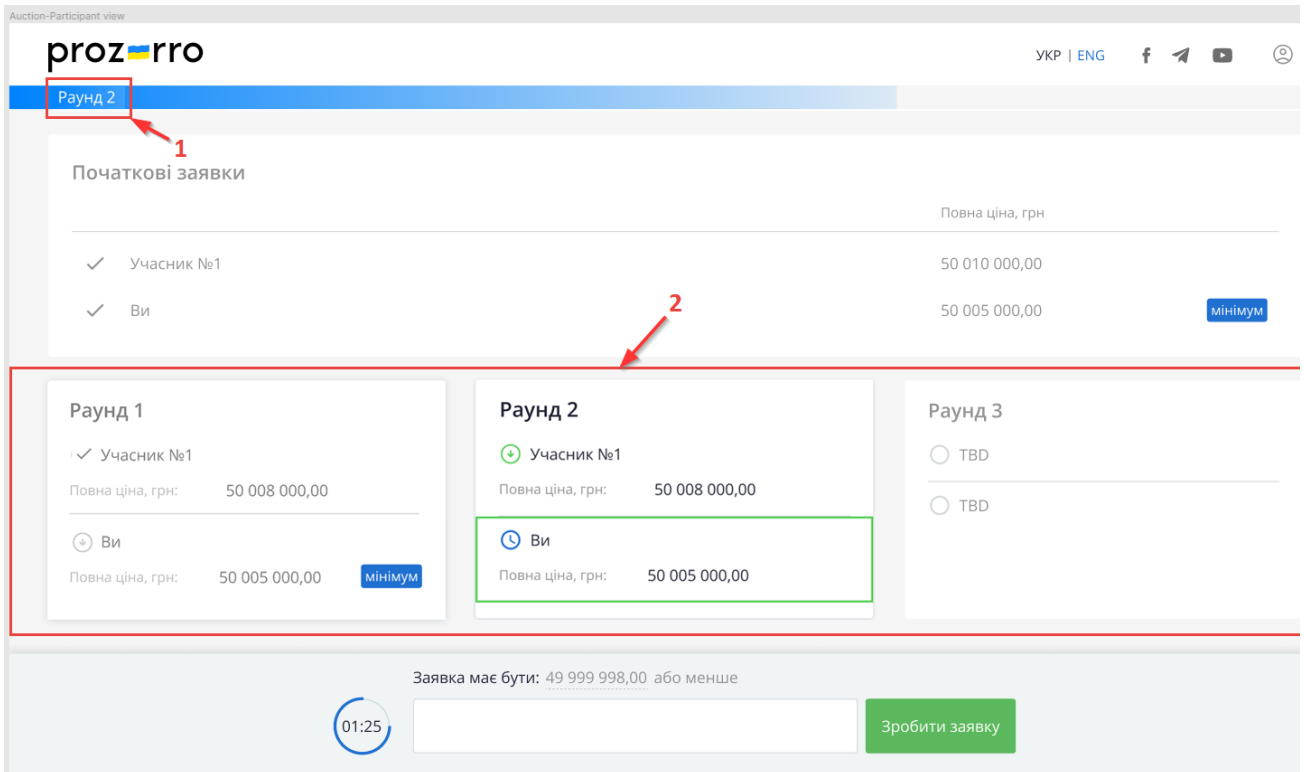 Auction-Participant view
prozorro
УКР | ENG
Раунд 2
1
Початкові заявки
Повна ціна, грн
Учасник №1 50 010 000,00
Ви 50 005 000,00 мінімум
2
Раунд 1
Учасник №1
Повна ціна, грн: 50 008 000,00
Ви
Повна ціна, грн: 50 005 000,00 мінімум
Раунд 2
Учасник №1
Повна ціна, грн: 50 008 000,00
Ви
Повна ціна, грн: 50 005 000,00
Раунд 3
TBD
TBD
Заявка має бути: 49 999 998,00 або менше
01:25
Зробити заявку